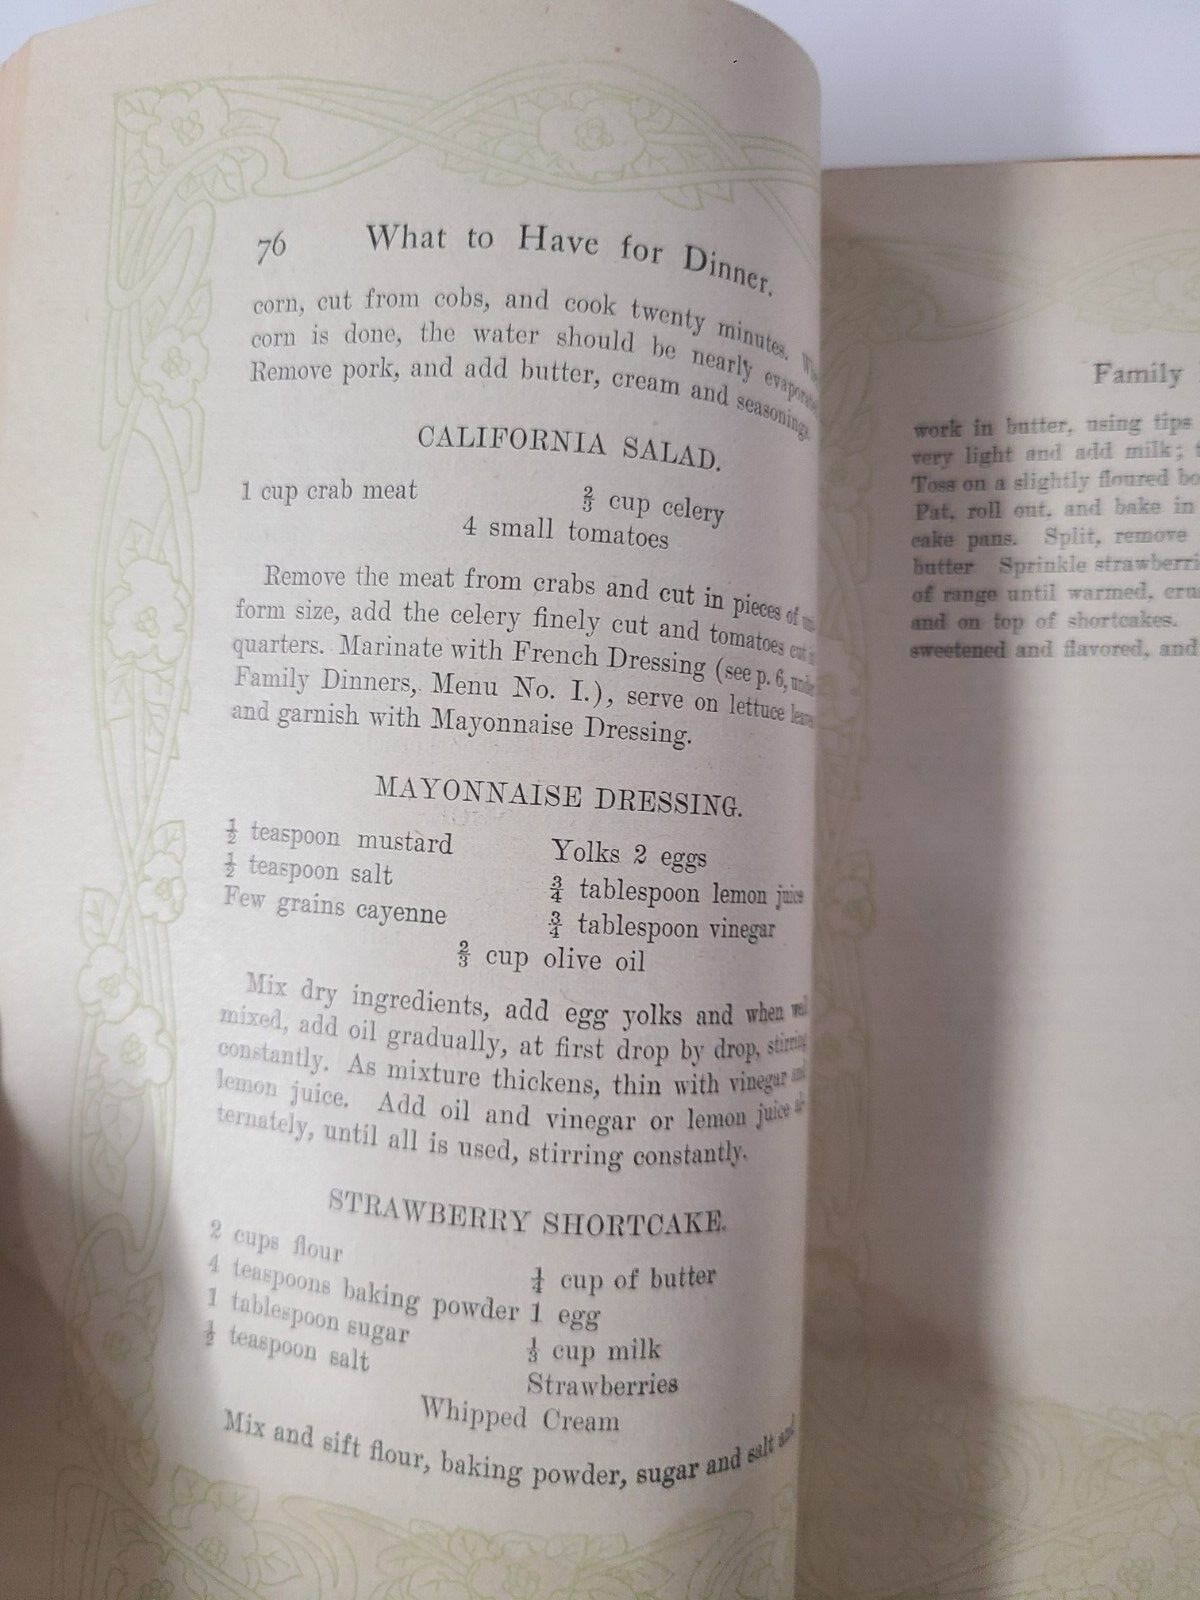 76 What to Have for Dinner.
corn, cut from cobs, and cook twenty minutes.
corn is done, the water should be nearly
Remove pork, and add butter, cream and seasonings.
CALIFORNIA SALAD.
1 cup crab meat ⅔ cup celery
4 small tomatoes
Remove the meat from crabs and cut in pieces of
form size, add the celery finely cut and tomatoes cut
quarters. Marinate with French Dressing (see p. 6, under
Family Dinners, Menu No. I.), serve on lettuce
and garnish with Mayonnaise Dressing.
MAYONNAISE DRESSING.
½ teaspoon mustard Yolks 2 eggs
½ teaspoon salt ¾ tablespoon lemon juice
Few grains cayenne ¾ tablespoon vinegar
⅔ cup olive oil
Mix dry ingredients, add egg yolks and when
mixed, add oil gradually, at first drop by drop, stirring
constantly. As mixture thickens, thin with vinegar and
lemon juice. Add oil and vinegar or lemon juice al-
ternately, until all is used, stirring constantly.
STRAWBERRY SHORTCAKE.
2 cups flour ¼ cup of butter
4 teaspoons baking powder 1 egg
1 tablespoon sugar ⅓ cup milk
½ teaspoon salt Strawberries
Whipped Cream
Mix and sift flour, baking powder, sugar and salt and
Family
work in butter, using tips
very light and add milk;
Toss on a slightly floured
Pat, roll out, and bake in
cake pans. Split, remove
butter Sprinkle
of range until warmed,
and on top of shortcakes.
sweetened and flavored, and